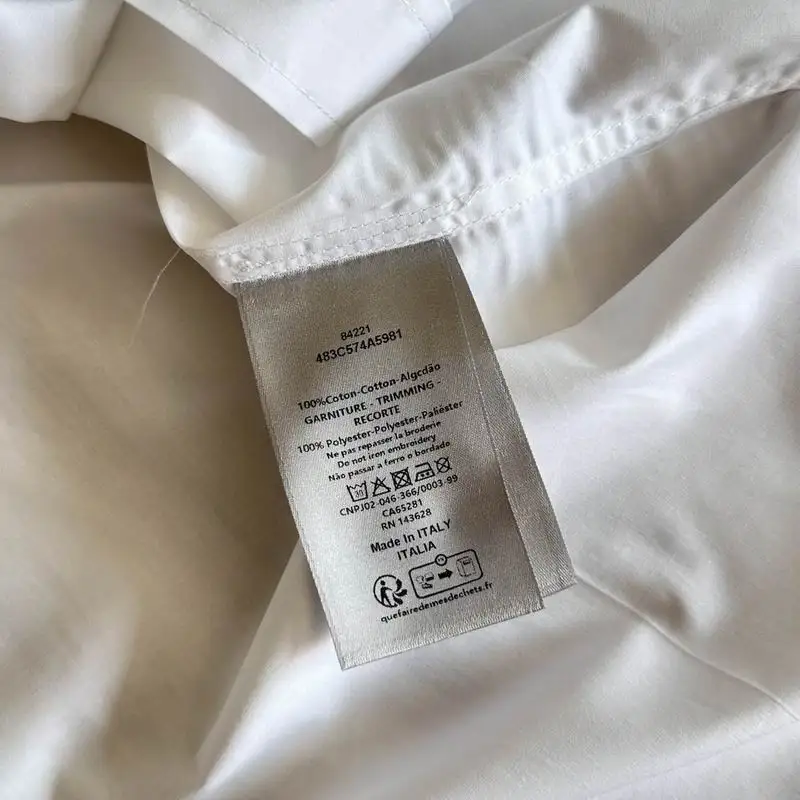 84221
483C574A5981
100%Coton-Cotton-Algcdão
GARNITURE - TRIMMING -
RECORTE
100% Polyester-Polyester-Paliéster
Ne pas repasser la broderie
Do not iron embroidery
Não passar a ferro o bordado
30
CNPJ02-046-366/0003-99
CA65281
RN 143628
Made In ITALY
ITALIA
FR
quefairedemesdechets.fr